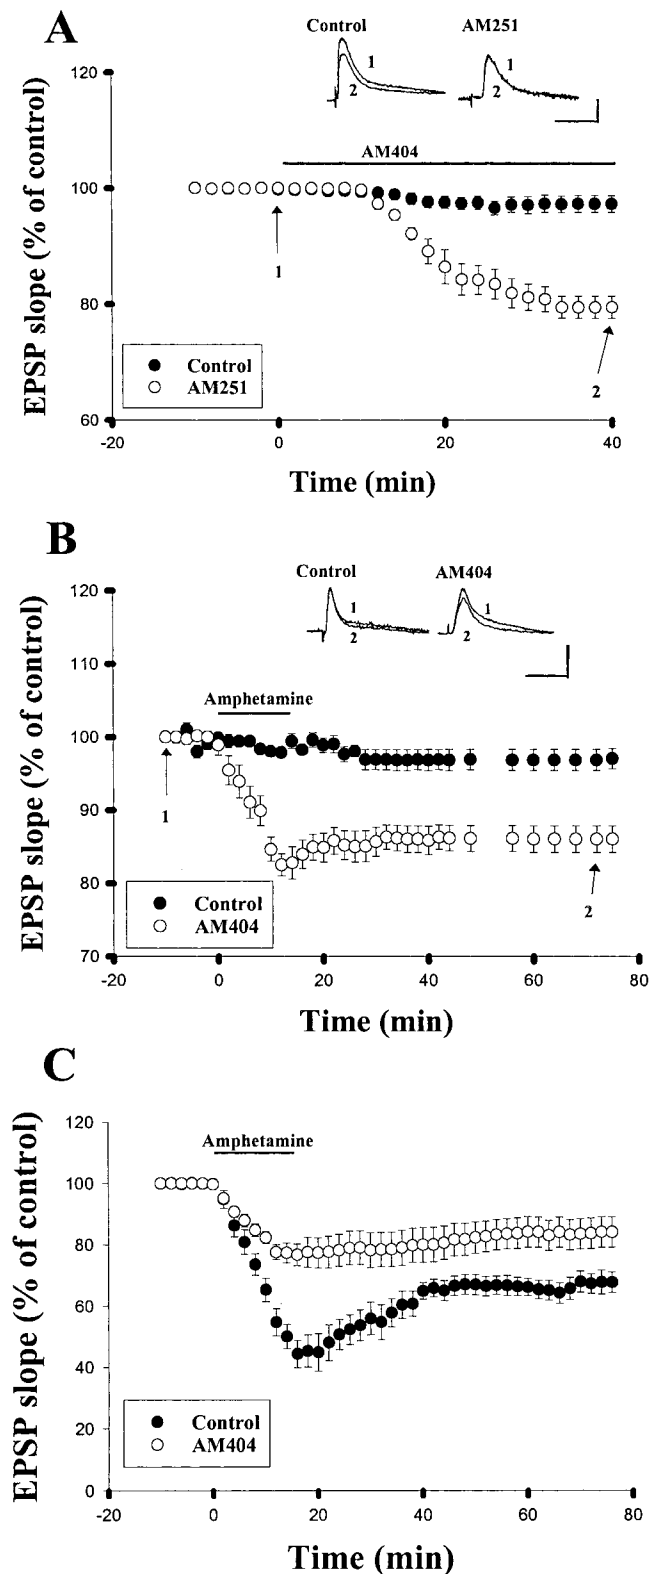 A
Control
AM251
1
2
120
AM404
100
1
80
2
Control
AM251
60
-20
0
20
40
EPSP slope (% of control)
Time (min)
B
Control
AM404
1
2
120
110
Amphetamine
100
1
90
80
2
Control
AM404
70
-20
0
20
40
60
80
EPSP slope (% of control)
Time (min)
C
120
Amphetamine
100
80
60
40
Control
AM404
20
0
-20
0
20
40
60
80
EPSP slope (% of control)
Time (min)